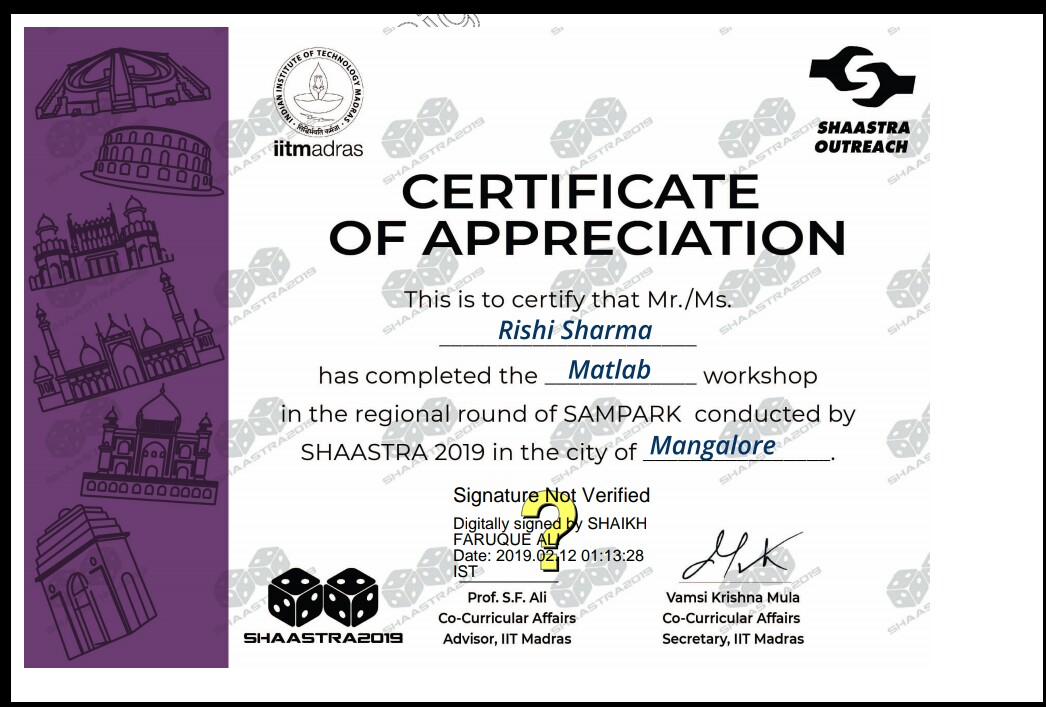 INDIAN INSTITUTE OF TECHNOLOGY MADRAS
सिद्धिर्भवति कर्मजा
iitmadras
SHAASTRA
OUTREACH
CERTIFICATE
OF APPRECIATION
This is to certify that Mr./Ms.
Rishi Sharma
has completed the Matlab workshop
in the regional round of SAMPARK conducted by
SHAASTRA 2019 in the city of Mangalore.
Signature Not Verified
Digitally signed by SHAIKH
FARUQUE ALI
Date: 2019.02.12 01:13:28
IST
?
Prof. S.F. Ali
Co-Curricular Affairs
Advisor, IIT Madras
Vamsi Krishna Mula
Co-Curricular Affairs
Secretary, IIT Madras
SHAASTRA2019